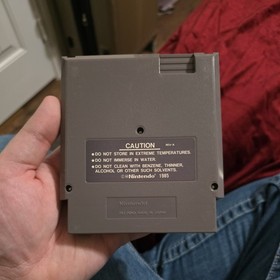 CAUTION REV-A
●DO NOT STORE IN EXTREME TEMPERATURES.
●DO NOT IMMERSE IN WATER.
●DO NOT CLEAN WITH BENZENE, THINNER,
ALCOHOL OR OTHER SUCH SOLVENTS.
©Nintendo 1985